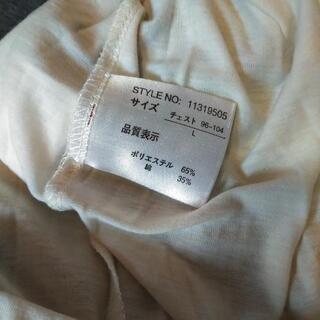 STYLE NO: 11319505
サイズ チェスト 96-104
L
品質表示
ポリエステル 65%
綿 35%